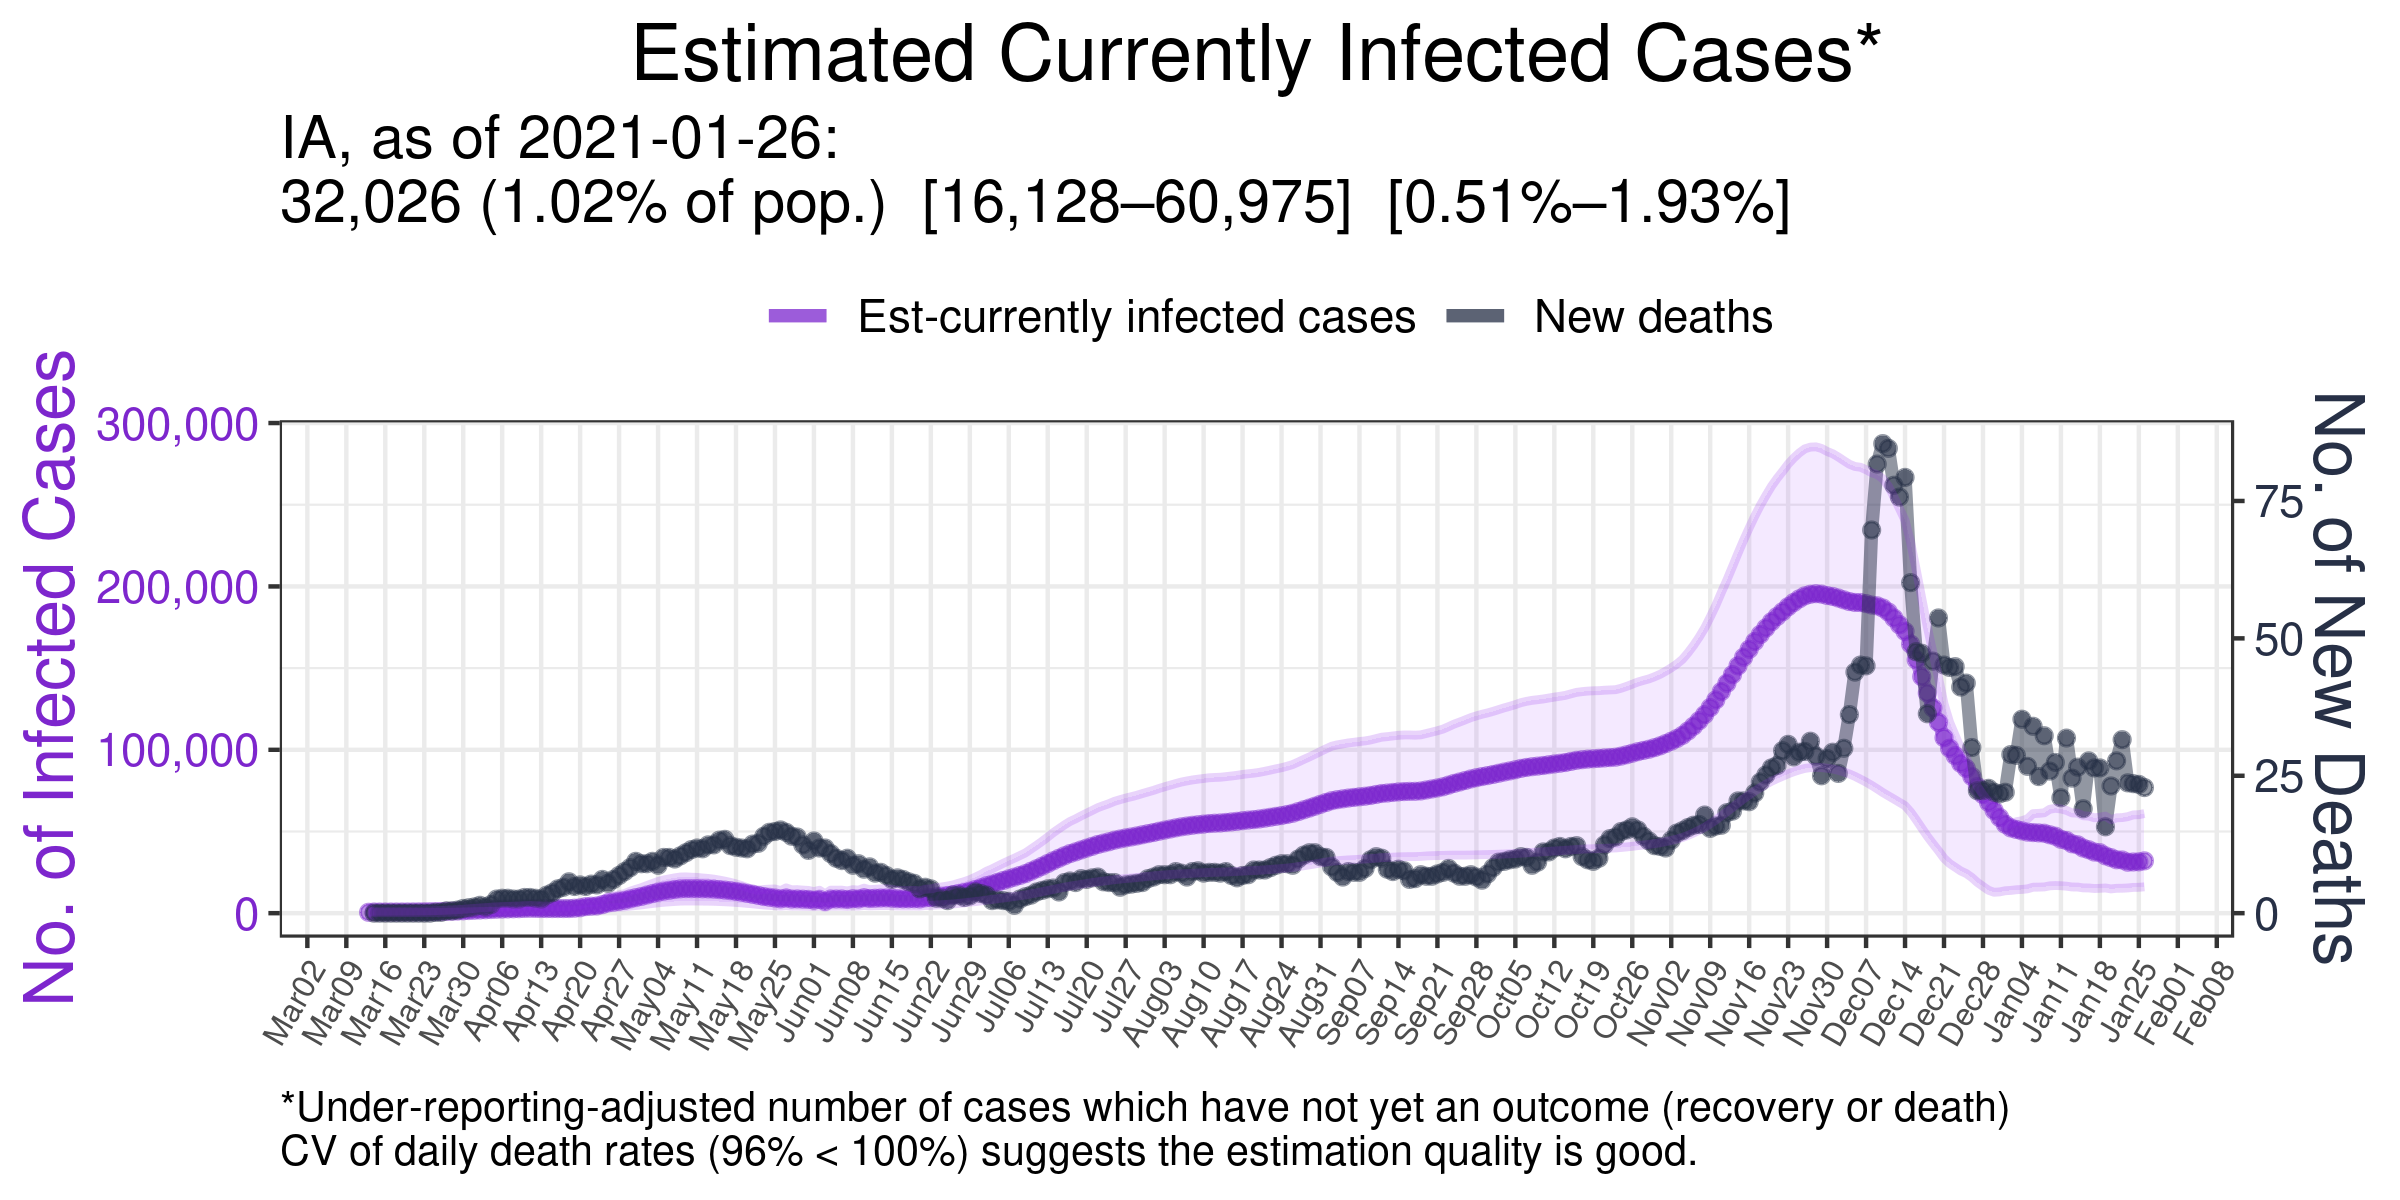 Estimated Currently Infected Cases*
IA, as of 2021-01-26:
32,026 (1.02% of pop.) [16,128–60,975] [0.51%–1.93%]
Est-currently infected cases New deaths
No. of Infected Cases
300,000
200,000
100,000
0
75
50
25
0
No. of New Deaths
Mar02 Mar09 Mar16 Mar23 Mar30 Apr06 Apr13 Apr20 Apr27 May04 May11 May18 May25 Jun01 Jun08 Jun15 Jun22 Jun29 Jul06 Jul13 Jul20 Jul27 Aug03 Aug10 Aug17 Aug24 Aug31 Sep07 Sep14 Sep21 Sep28 Oct05 Oct12 Oct19 Oct26 Nov02 Nov09 Nov16 Nov23 Nov30 Dec07 Dec14 Dec21 Dec28 Jan04 Jan11 Jan18 Jan25 Feb01 Feb08
*Under-reporting-adjusted number of cases which have not yet an outcome (recovery or death)
CV of daily death rates (96% < 100%) suggests the estimation quality is good.